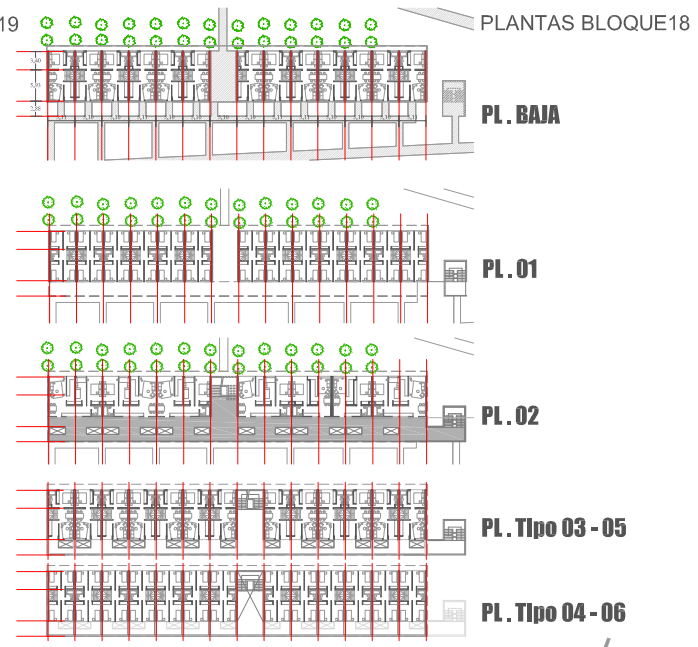 19
PLANTAS BLOQUE18
PL. BAJA
PL. 01
PL. 02
PL. TIpo 03 - 05
PL. TIpo 04 - 06